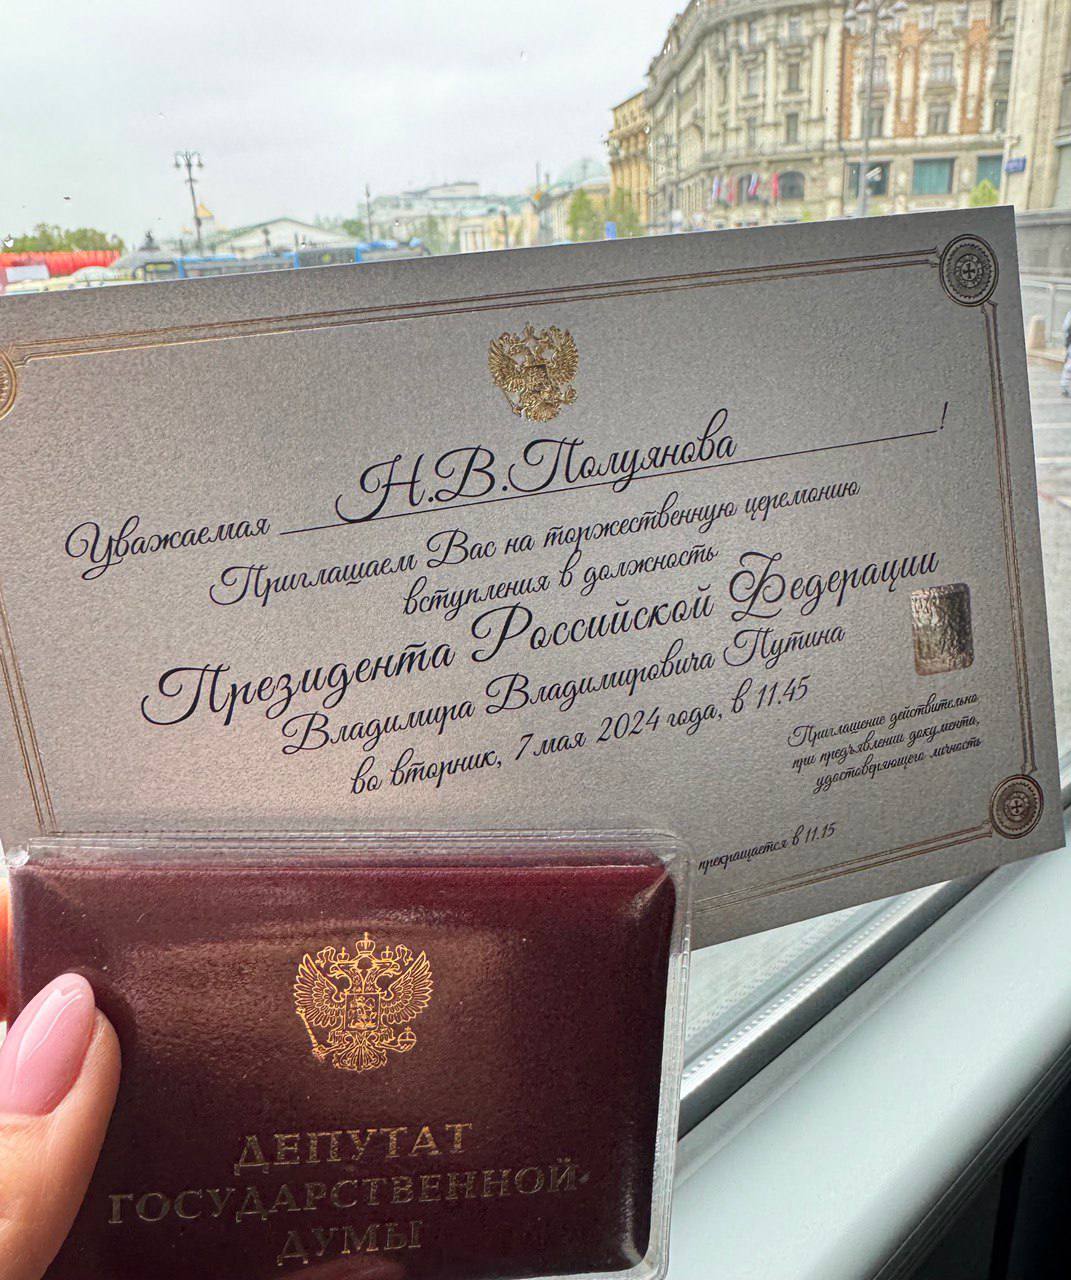 Уважаемая Н.В.Полуянова!
Приглашаем Вас на торжественную церемонию
вступления в должность
Президента Российской Федерации
Владимира Владимировича Путина
во вторник, 7 мая 2024 года, в 11.45
Приглашение действительно
при предъявлении документа,
удостоверяющего личность
прекращается в 11.15
ДЕПУТАТ
ГОСУДАРСТВЕННОЙ
ДУМЫ